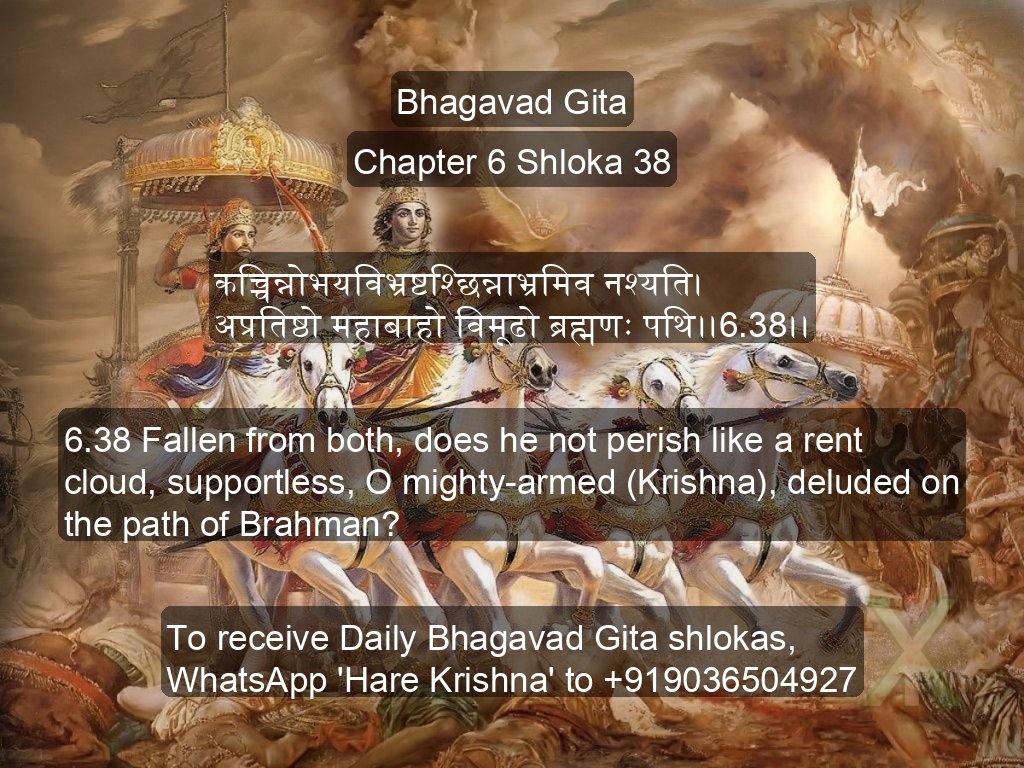 Bhagavad Gita
Chapter 6 Shloka 38
कच्चिन्नोभयविभ्रष्टश्छिन्नाभ्रमिव नश्यति।
अप्रतिष्ठो महाबाहो विमूढो ब्रह्मणः पथि।।6.38।।
6.38 Fallen from both, does he not perish like a rent
cloud, supportless, O mighty-armed (Krishna), deluded on
the path of Brahman?
To receive Daily Bhagavad Gita shlokas,
WhatsApp 'Hare Krishna' to +919036504927